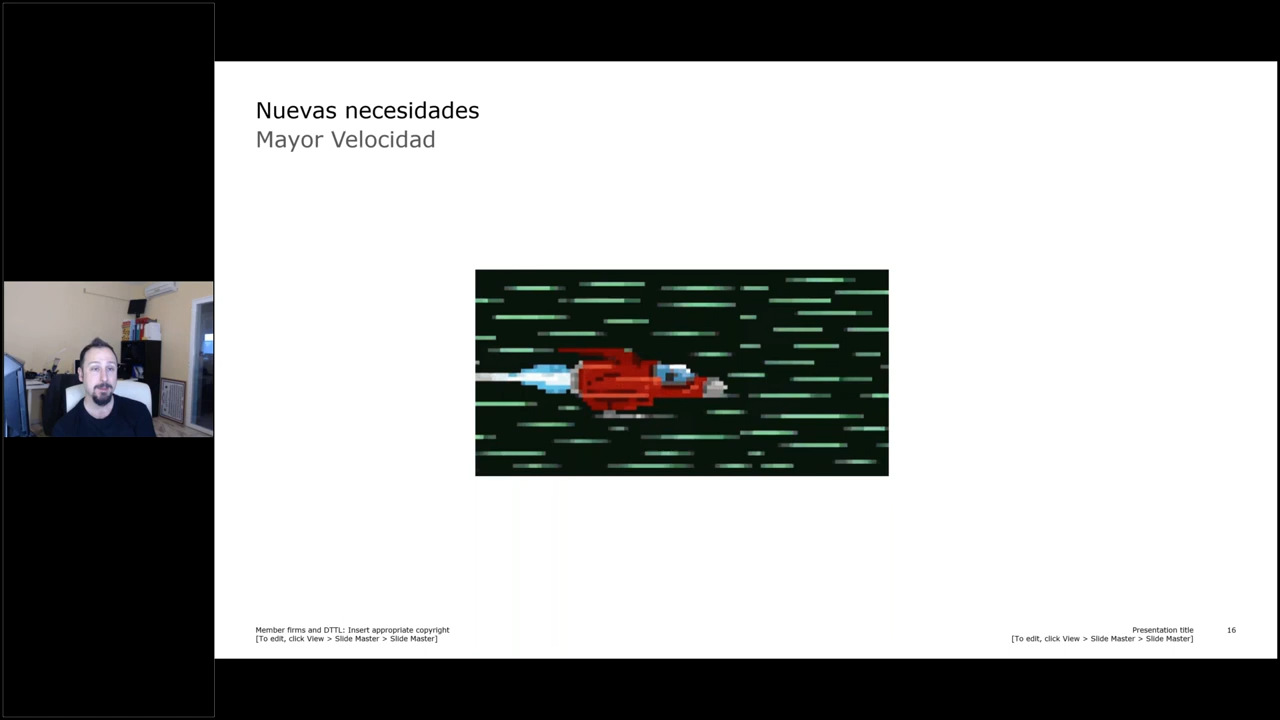 Nuevas necesidades
Mayor Velocidad
Member firms and DTTL: Insert appropriate copyright
[To edit, click View > Slide Master > Slide Master]
Presentation title
[To edit, click View > Slide Master > Slide Master]
16